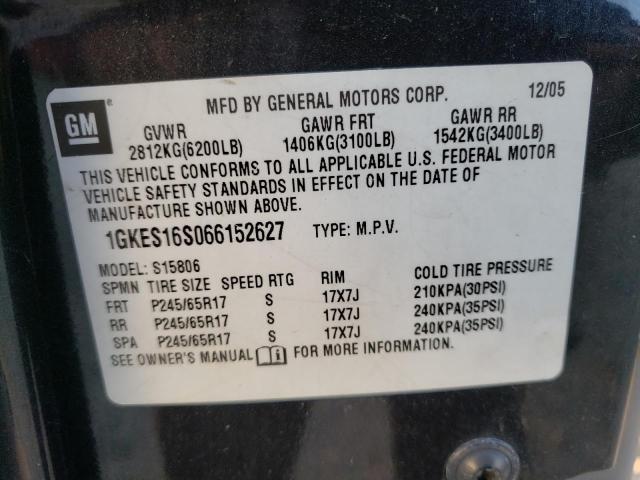 MFD BY GENERAL MOTORS CORP. 12/05
GM
GVWR GAWR FRT GAWR RR
2812KG(6200LB) 1406KG(3100LB) 1542KG(3400LB)
THIS VEHICLE CONFORMS TO ALL APPLICABLE U.S. FEDERAL MOTOR
VEHICLE SAFETY STANDARDS IN EFFECT ON THE DATE OF
MANUFACTURE SHOWN ABOVE.
1GKES16S066152627 TYPE: M.P.V.
MODEL: S15806
SPMN TIRE SIZE SPEED RTG RIM COLD TIRE PRESSURE
FRT P245/65R17 S 17X7J 210KPA(30PSI)
RR P245/65R17 S 17X7J 240KPA(35PSI)
SPA P245/65R17 S 17X7J 240KPA(35PSI)
SEE OWNER'S MANUAL FOR MORE INFORMATION.